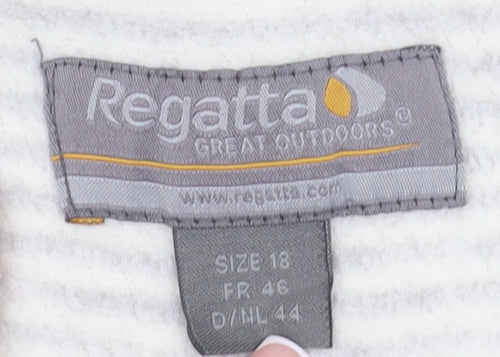 Regatta
GREAT OUTDOORS®
www.regatta.com
SIZE 18
FR 46
D/NL 44